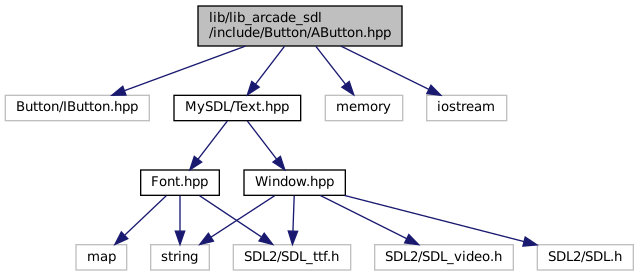 lib/lib_arcade_sdl
/include/Button/AButton.hpp
Button/IButton.hpp
MySDL/Text.hpp
memory
iostream
Font.hpp
Window.hpp
map
string
SDL2/SDL_ttf.h
SDL2/SDL_video.h
SDL2/SDL.h